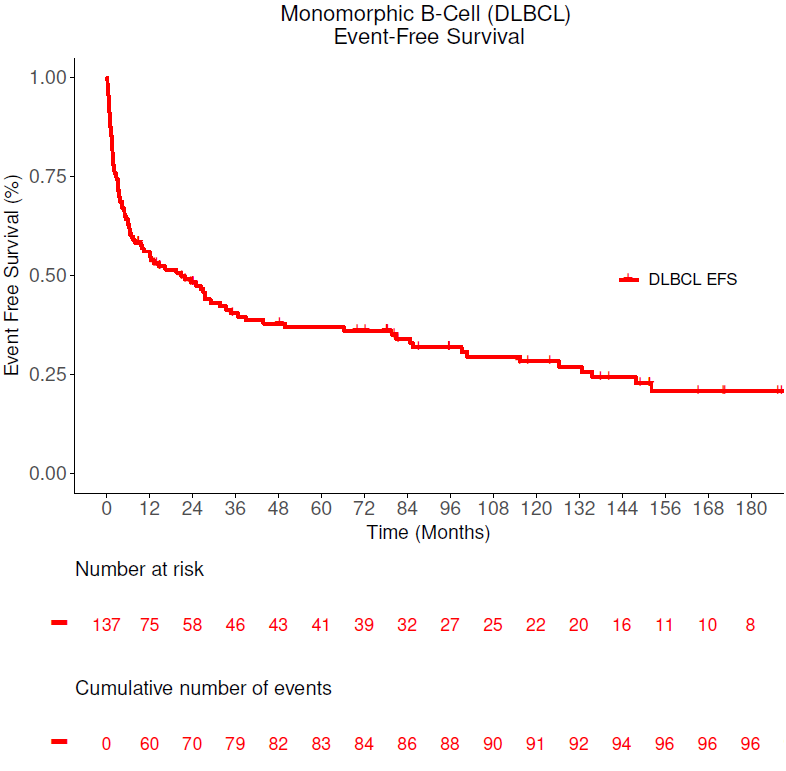 Monomorphic B-Cell (DLBCL)
Event-Free Survival
Event Free Survival (%)
1.00
0.75
0.50
0.25
0.00
DLBCL EFS
0 12 24 36 48 60 72 84 96 108 120 132 144 156 168 180
Time (Months)
Number at risk
137 75 58 46 43 41 39 32 27 25 22 20 16 11 10 8
Cumulative number of events
0 60 70 79 82 83 84 86 88 90 91 92 94 96 96 96